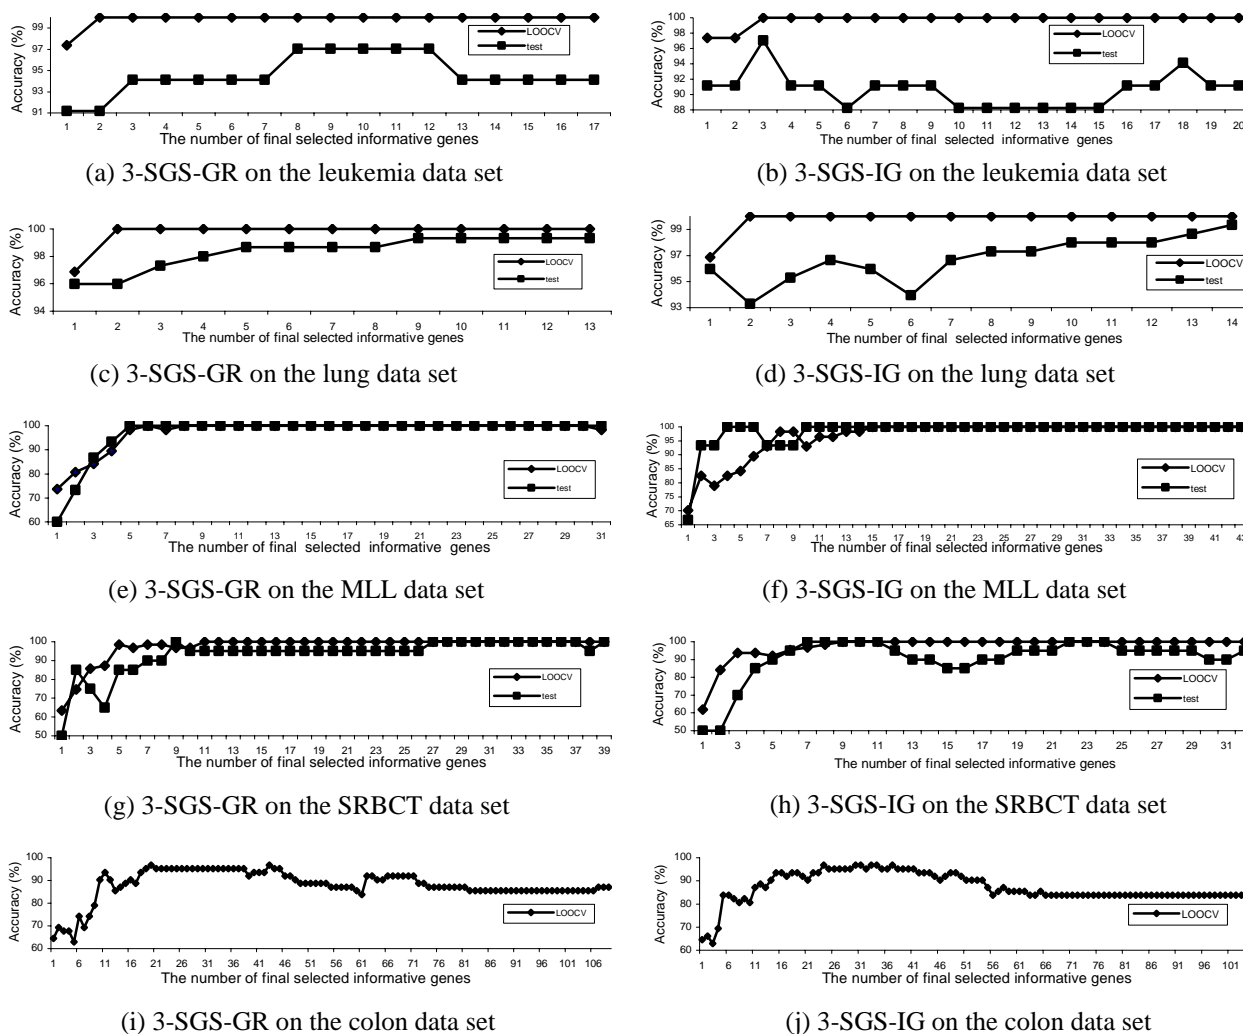 Accuracy (%)
99
97
95
93
91
LOOCV
test
1 2 3 4 5 6 7 8 9 10 11 12 13 14 15 16 17
The number of final selected informative genes
(a) 3-SGS-GR on the leukemia data set
Accuracy (%)
100
98
96
94
92
90
88
LOOCV
test
1 2 3 4 5 6 7 8 9 10 11 12 13 14 15 16 17 18 19 20
The number of final selected informative genes
(b) 3-SGS-IG on the leukemia data set
Accuracy (%)
100
98
96
94
LOOCV
test
1 2 3 4 5 6 7 8 9 10 11 12 13
The number of final selected informative genes
(c) 3-SGS-GR on the lung data set
Accuracy (%)
99
97
95
93
LOOCV
test
1 2 3 4 5 6 7 8 9 10 11 12 13 14
The number of final selected informative genes
(d) 3-SGS-IG on the lung data set
Accuracy (%)
100
90
80
70
60
LOOCV
test
1 3 5 7 9 11 13 15 17 19 21 23 25 27 29 31
The number of final selected informative genes
(e) 3-SGS-GR on the MLL data set
Accuracy (%)
100
95
90
85
80
75
70
65
LOOCV
test
1 3 5 7 9 11 13 15 17 19 21 23 25 27 29 31 33 35 37 39 41 43
The number of final selected informative genes
(f) 3-SGS-IG on the MLL data set
Accuracy (%)
100
90
80
70
60
50
LOOCV
test
1 3 5 7 9 11 13 15 17 19 21 23 25 27 29 31 33 35 37 39
The number of final selected informative genes
(g) 3-SGS-GR on the SRBCT data set
Accuracy (%)
100
90
80
70
60
50
LOOCV
test
1 3 5 7 9 11 13 15 17 19 21 23 25 27 29 31
The number of final selected informative genes
(h) 3-SGS-IG on the SRBCT data set
Accuracy (%)
100
90
80
70
60
LOOCV
1 6 11 16 21 26 31 36 41 46 51 56 61 66 71 76 81 86 91 96 101 106
The number of final selected informative genes
(i) 3-SGS-GR on the colon data set
Accuracy (%)
100
90
80
70
60
LOOCV
1 6 11 16 21 26 31 36 41 46 51 56 61 66 71 76 81 86 91 96 101
The number of final selected informative genes
(j) 3-SGS-IG on the colon data set